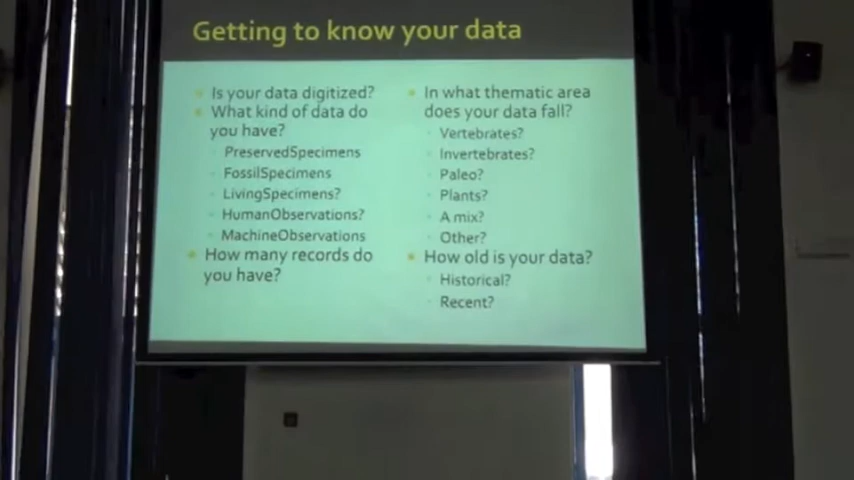 Getting to know your data
Is your data digitized?
What kind of data do
you have?
PreservedSpecimens
FossilSpecimens
LivingSpecimens?
HumanObservations?
MachineObservations
How many records do
you have?
In what thematic area
does your data fall?
Vertebrates?
Invertebrates?
Paleo?
Plants?
A mix?
Other?
How old is your data?
Historical?
Recent?